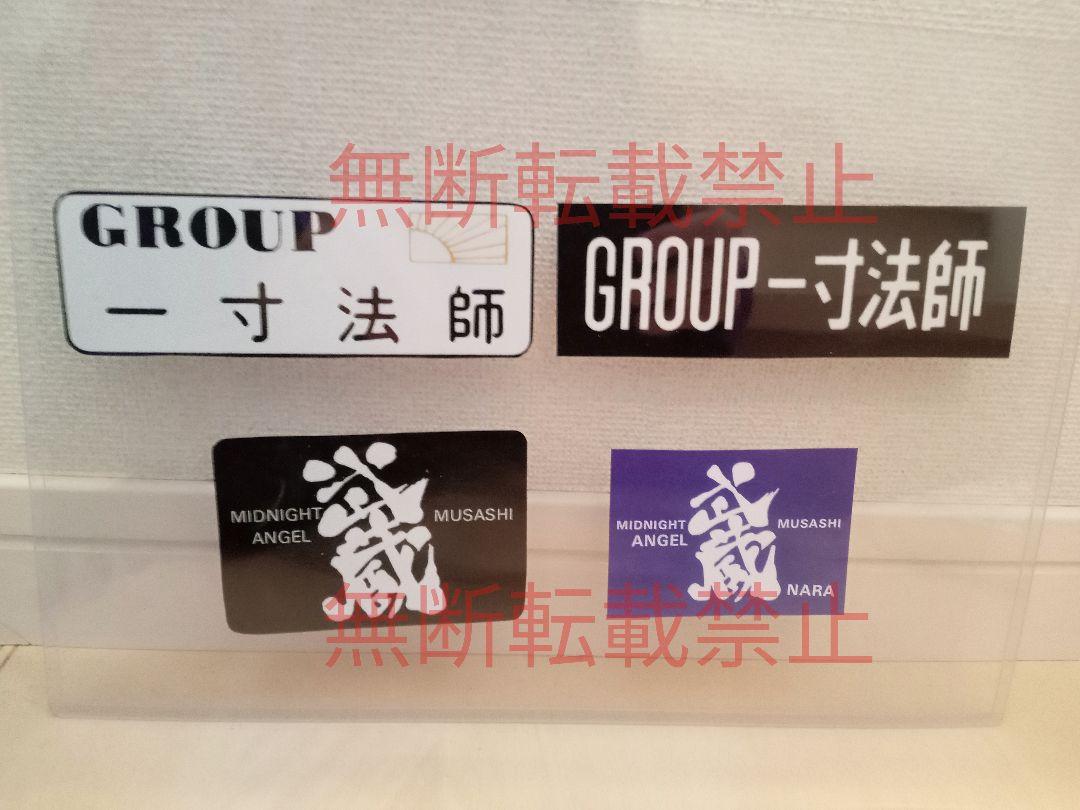 無断転載禁止
GROUP
一寸法師
GROUP一寸法師
MIDNIGHT
ANGEL
武蔵
MUSASHI
MIDNIGHT
ANGEL
武蔵
MUSASHI
NARA
無断転載禁止